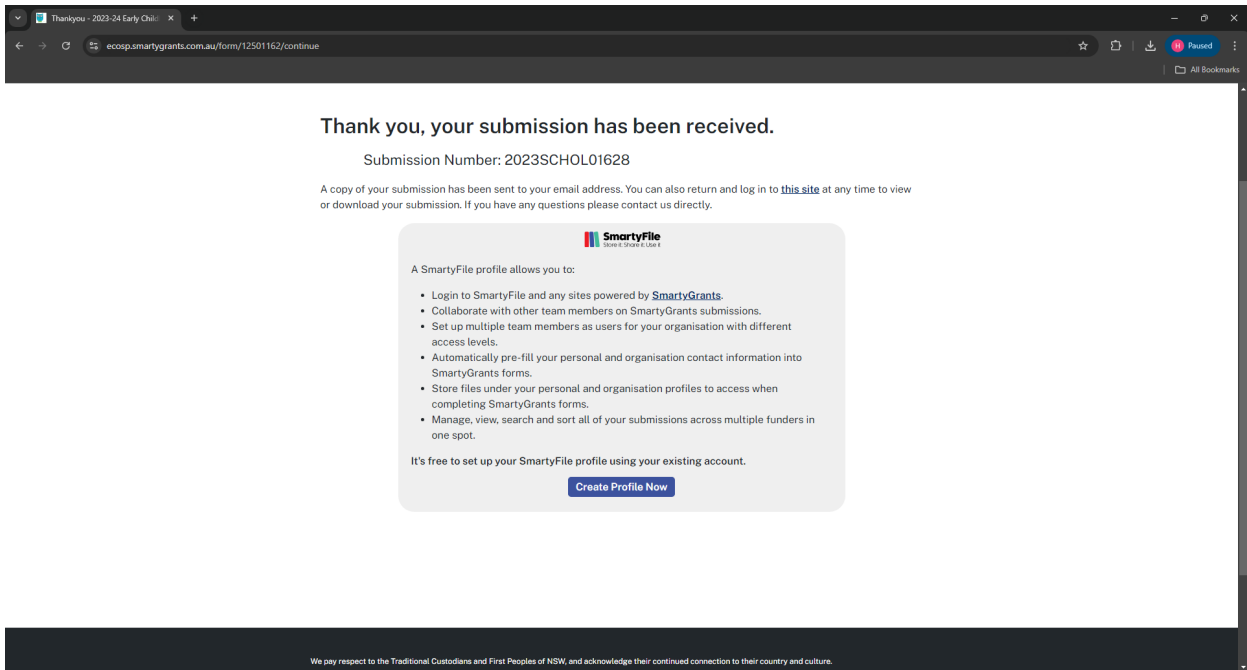 Thankyou - 2023-24 Early Child
ecosp.smartygrants.com.au/form/12501162/continue
H Paused
All Bookmarks
Thank you, your submission has been received.
Submission Number: 2023SCHOL01628
A copy of your submission has been sent to your email address. You can also return and log in to this site at any time to view
or download your submission. If you have any questions please contact us directly.
SmartyFile
Store it Share it Use it
A SmartyFile profile allows you to:
• Login to SmartyFile and any sites powered by SmartyGrants.
• Collaborate with other team members on SmartyGrants submissions.
• Set up multiple team members as users for your organisation with different
access levels.
• Automatically pre-fill your personal and organisation contact information into
SmartyGrants forms.
• Store files under your personal and organisation profiles to access when
completing SmartyGrants forms.
• Manage, view, search and sort all of your submissions across multiple funders in
one spot.
It's free to set up your SmartyFile profile using your existing account.
Create Profile Now
We pay respect to the Traditional Custodians and First Peoples of NSW, and acknowledge their continued connection to their country and culture.